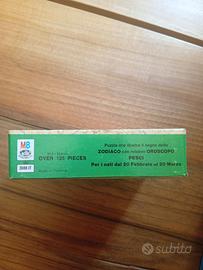 MB
OVER 125 PIECES
Puzzle che illustra il segno dello
ZODIACO con relativo OROSCOPO
PESCI
Per i nati dal 20 Febbraio al 20 Marzo
subito